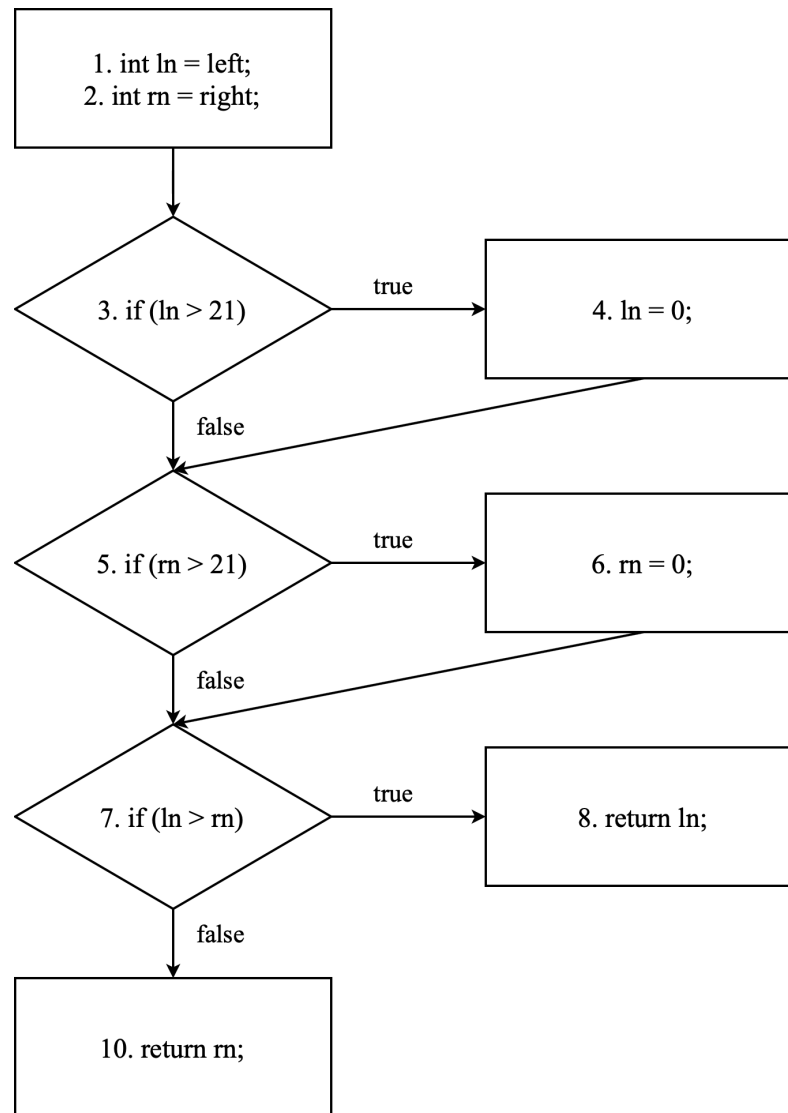 1. int ln = left;
2. int rn = right;
3. if (ln > 21)
true
4. ln = 0;
false
5. if (rn > 21)
true
6. rn = 0;
false
7. if (ln > rn)
true
8. return ln;
false
10. return rn;